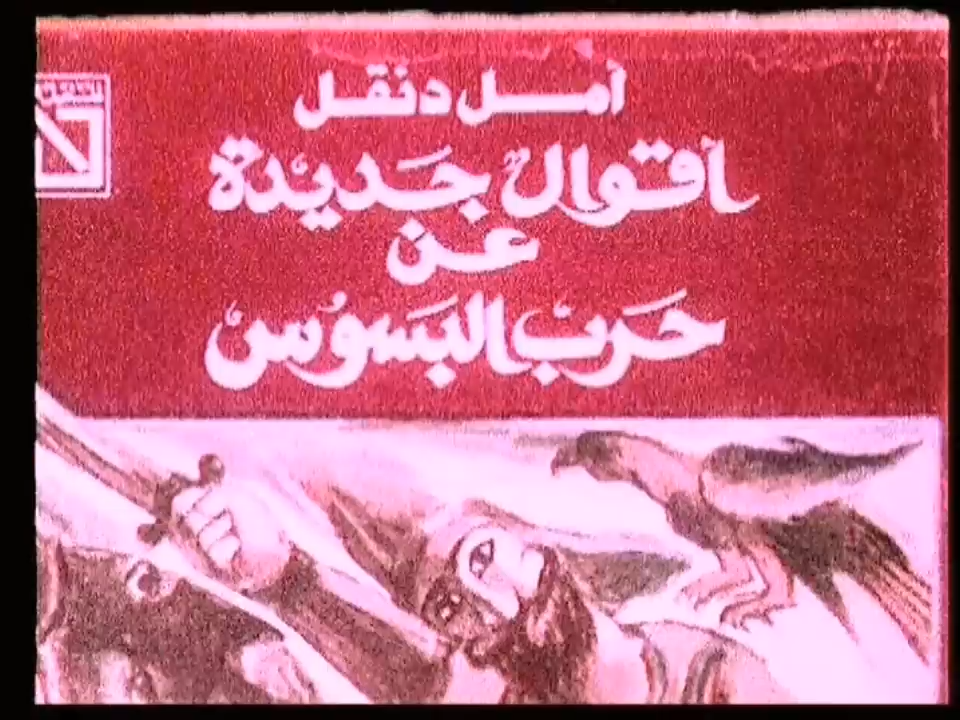 أمل دنقل
أقوال جديدة
عن
حرب البسوس